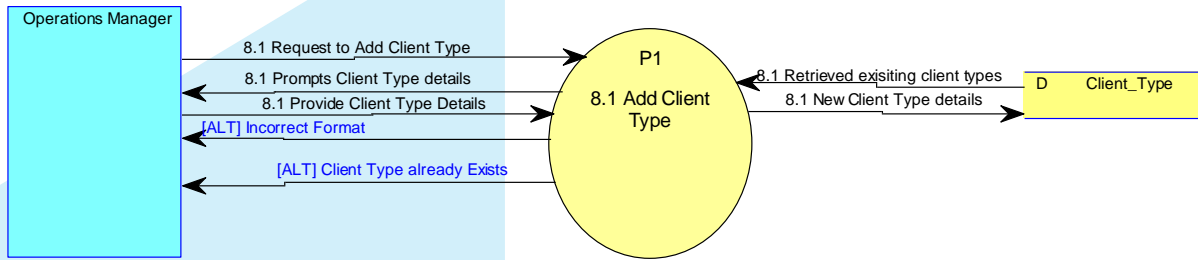 Operations Manager
8.1 Request to Add Client Type
8.1 Prompts Client Type details
8.1 Provide Client Type Details
[ALT] Incorrect Format
[ALT] Client Type already Exists
P1
8.1 Add Client
Type
8.1 Retrieved exisiting client types
8.1 New Client Type details
D Client_Type